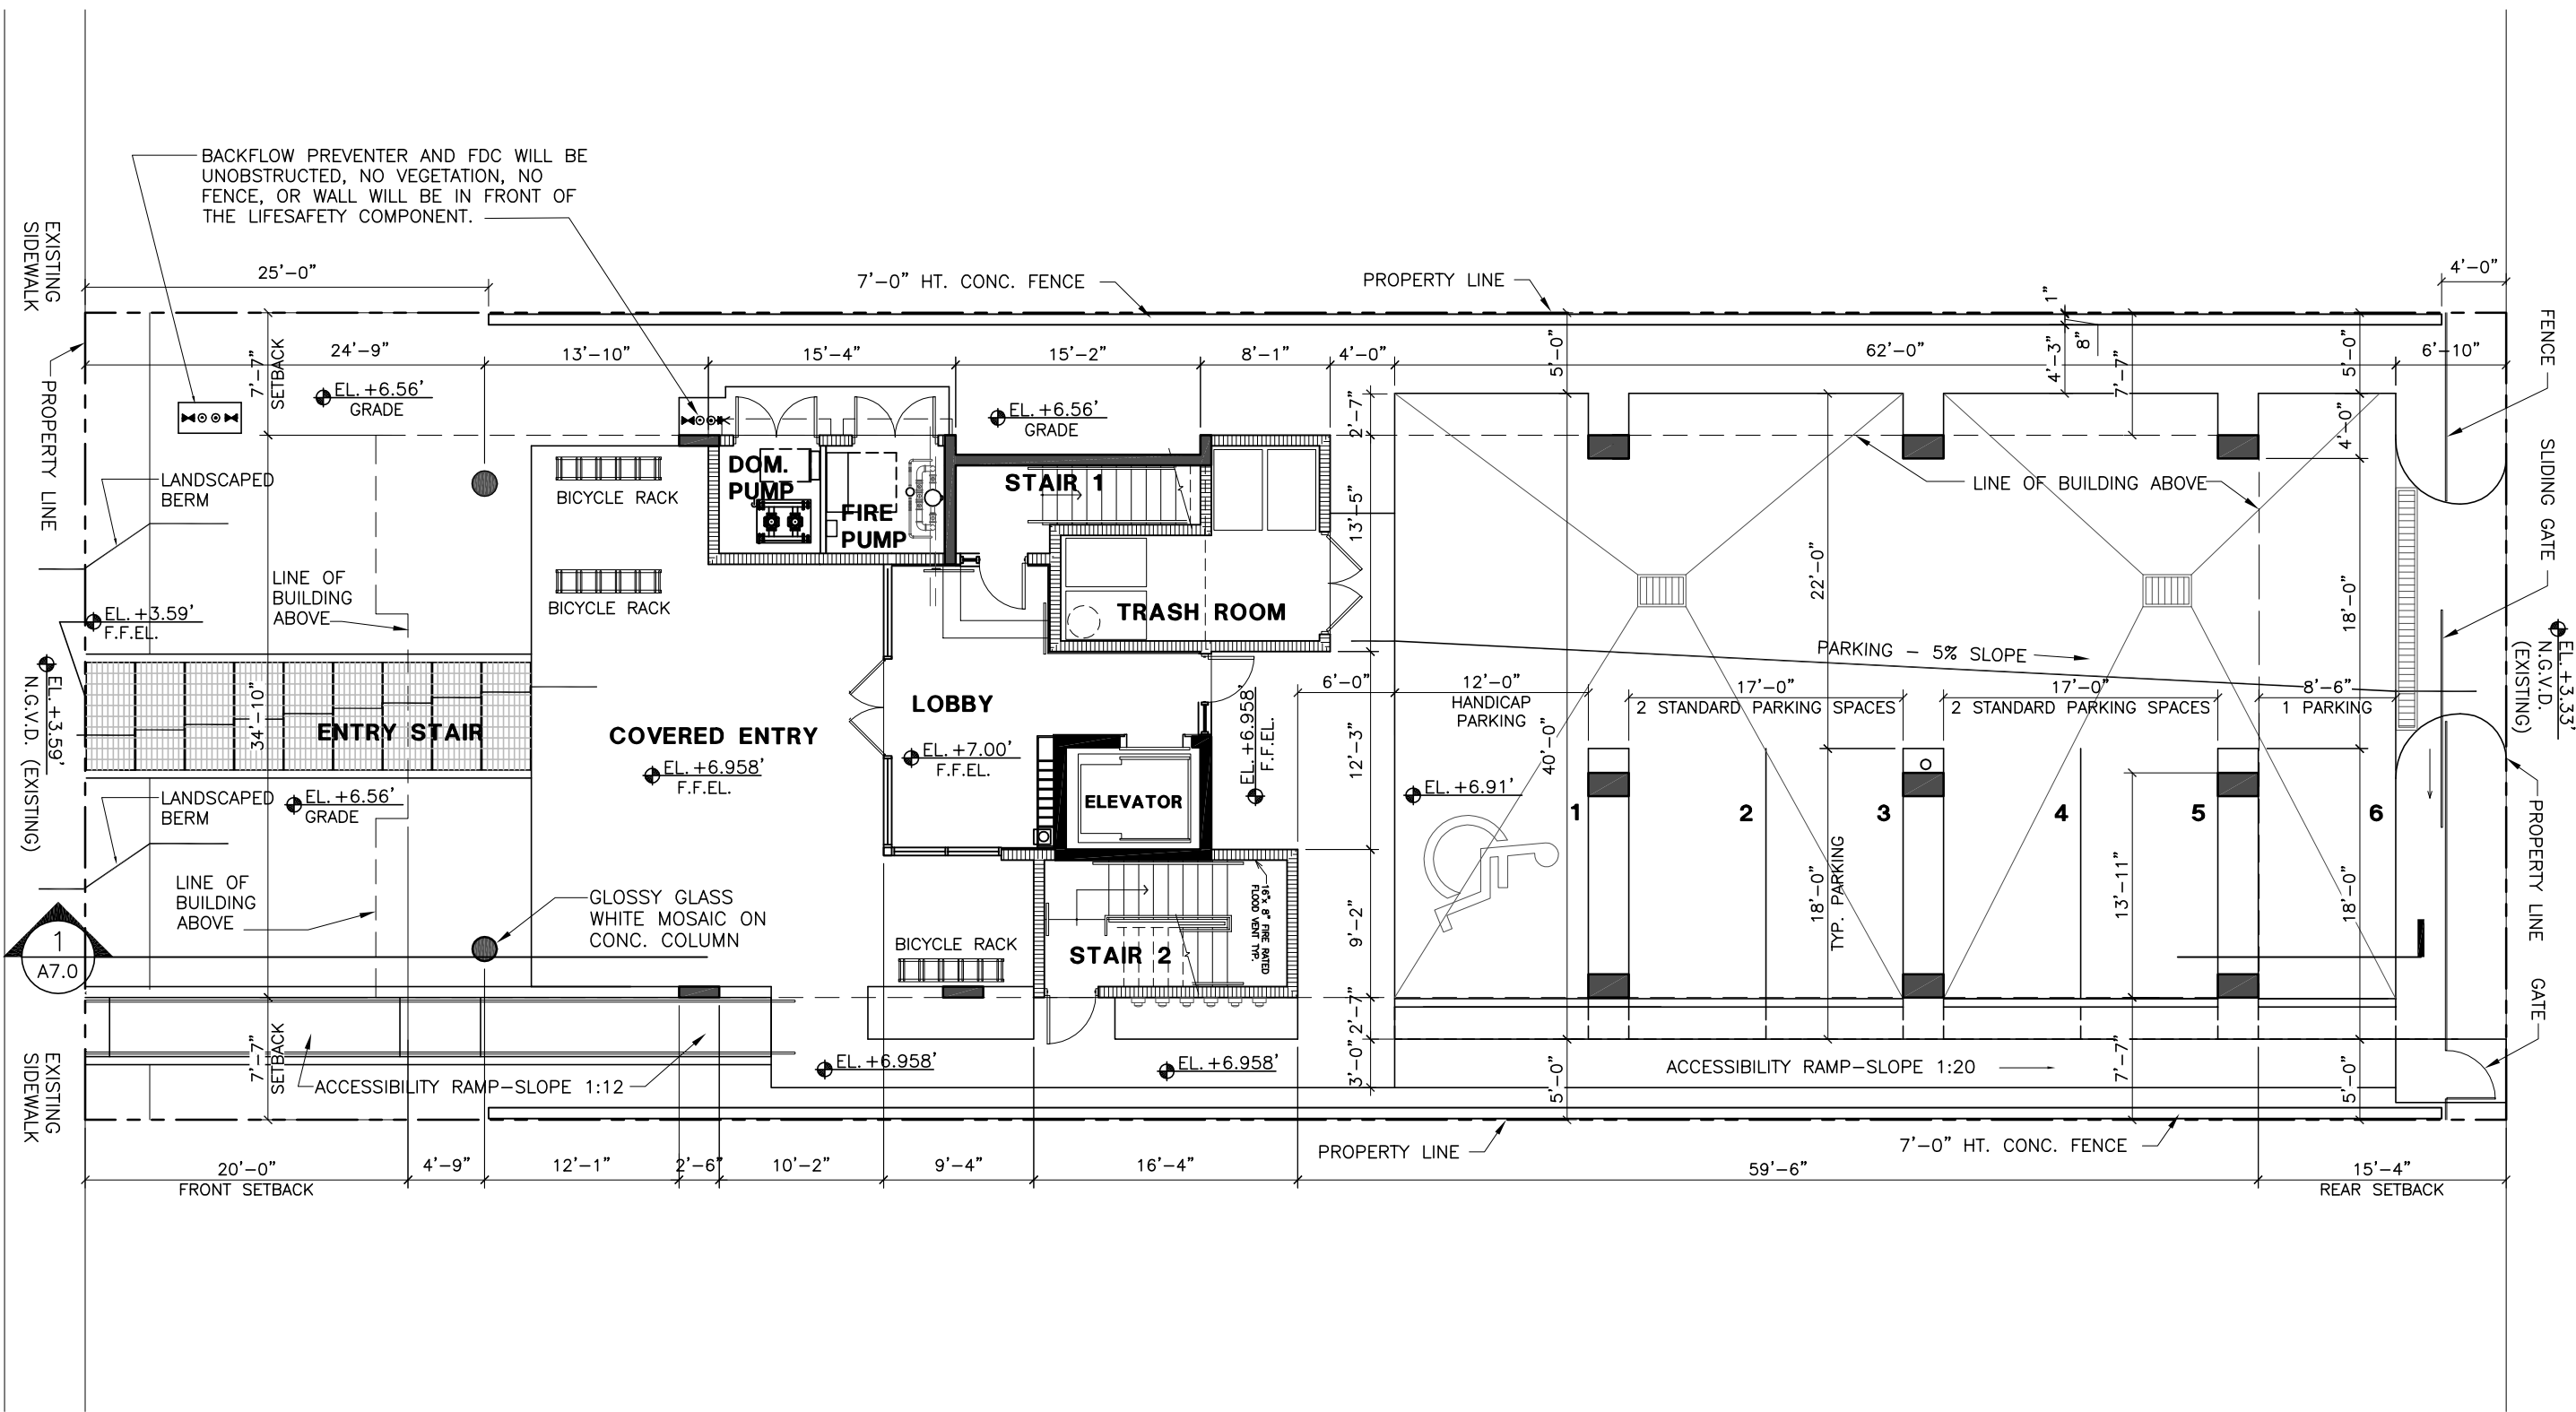 BACKFLOW PREVENTER AND FDC WILL BE
UNOBSTRUCTED, NO VEGETATION, NO
FENCE, OR WALL WILL BE IN FRONT OF
THE LIFESAFETY COMPONENT.
EXISTING
SIDEWALK
25'-0"
7'-0" HT. CONC. FENCE
PROPERTY LINE
4'-0"
1"
8"
FENCE
24'-9"
13'-10"
15'-4"
15'-2"
8'-1"
4'-0"
62'-0"
6'-10"
7'-7"
SETBACK
5'-0"
4'-3"
7'-7"
5'-0"
PROPERTY LINE
EL. +6.56'
GRADE
EL. +6.56'
GRADE
2'-7"
4'-0"
SLIDING GATE
LANDSCAPED
BERM
BICYCLE RACK
DOM.
PUMP
FIRE
PUMP
STAIR 1
13'-5"
LINE OF BUILDING ABOVE
LINE OF
BUILDING
ABOVE
BICYCLE RACK
TRASH ROOM
22'-0"
18'-0"
EL. +3.59'
F.F.EL.
EL. +3.59'
N.G.V.D. (EXISTING)
PARKING - 5% SLOPE
EL. +3.33'
N.G.V.D.
(EXISTING)
34'-10"
ENTRY STAIR
COVERED ENTRY
EL. +6.958'
F.F.EL.
LOBBY
EL. +7.00'
F.F.EL.
EL. +6.958'
F.F.EL.
6'-0"
12'-0"
HANDICAP
PARKING
17'-0"
2 STANDARD PARKING SPACES
17'-0"
2 STANDARD PARKING SPACES
8'-6"
1 PARKING
12'-3"
40'-0"
ELEVATOR
EL. +6.91'
1
2
3
4
5
6
LANDSCAPED
BERM
EL. +6.56'
GRADE
LINE OF
BUILDING
ABOVE
GLOSSY GLASS
WHITE MOSAIC ON
CONC. COLUMN
BICYCLE RACK
STAIR 2
16"x 8" FIRE RATED
FLOOD VENT TYP.
9'-2"
18'-0"
TYP. PARKING
13'-11"
18'-0"
PROPERTY LINE
GATE
1
A7.0
7'-7"
SETBACK
EXISTING
SIDEWALK
ACCESSIBILITY RAMP-SLOPE 1:12
EL. +6.958'
EL. +6.958'
2'-7"
3'-0"
5'-0"
ACCESSIBILITY RAMP-SLOPE 1:20
7'-7"
5'-0"
PROPERTY LINE
7'-0" HT. CONC. FENCE
20'-0"
FRONT SETBACK
4'-9"
12'-1"
2'-6"
10'-2"
9'-4"
16'-4"
59'-6"
15'-4"
REAR SETBACK